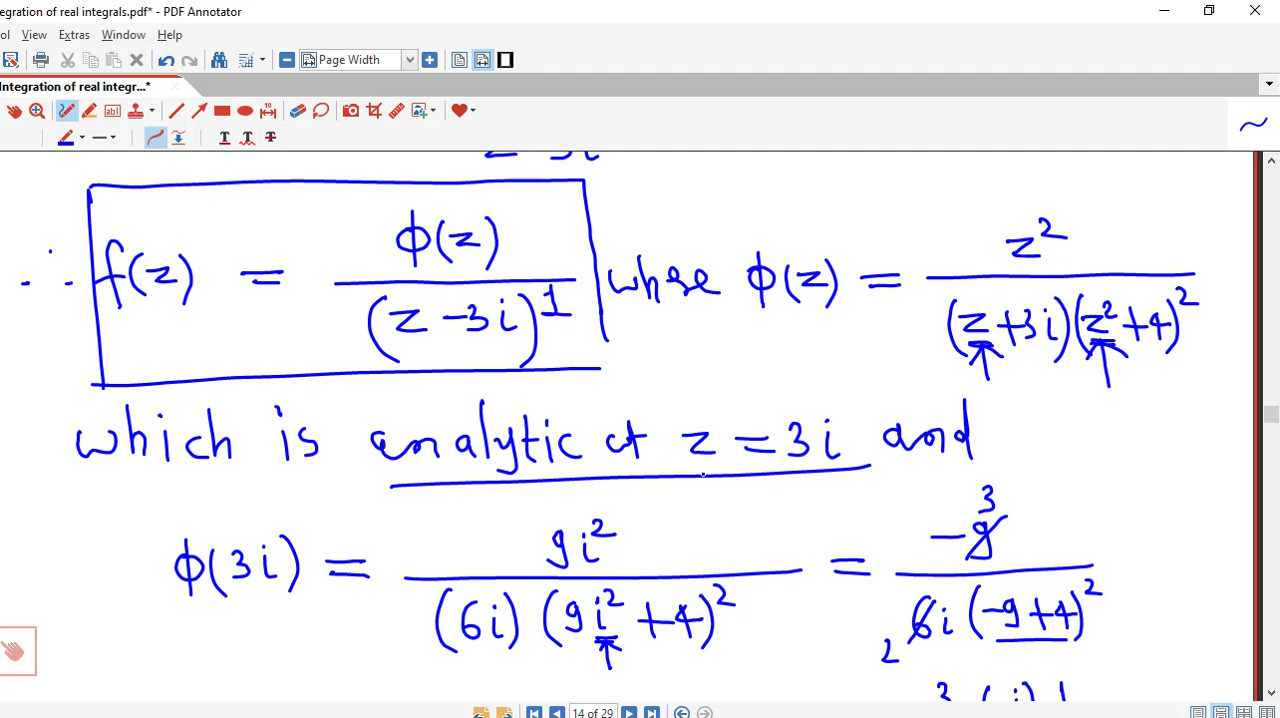 egration of real integrals.pdf* - PDF Annotator
ol View Extras Window Help
Page Width
Integration of real integr...*
∴ f(z) = φ(z) / (z - 3i)^1 where φ(z) = z^2 / (z + 3i)(z^2 + 4)^2
which is analytic at z = 3i and
φ(3i) = 9i^2 / (6i)(9i^2 + 4)^2 = -9 3 / 2 6i(-9 + 4)^2
14 of 29